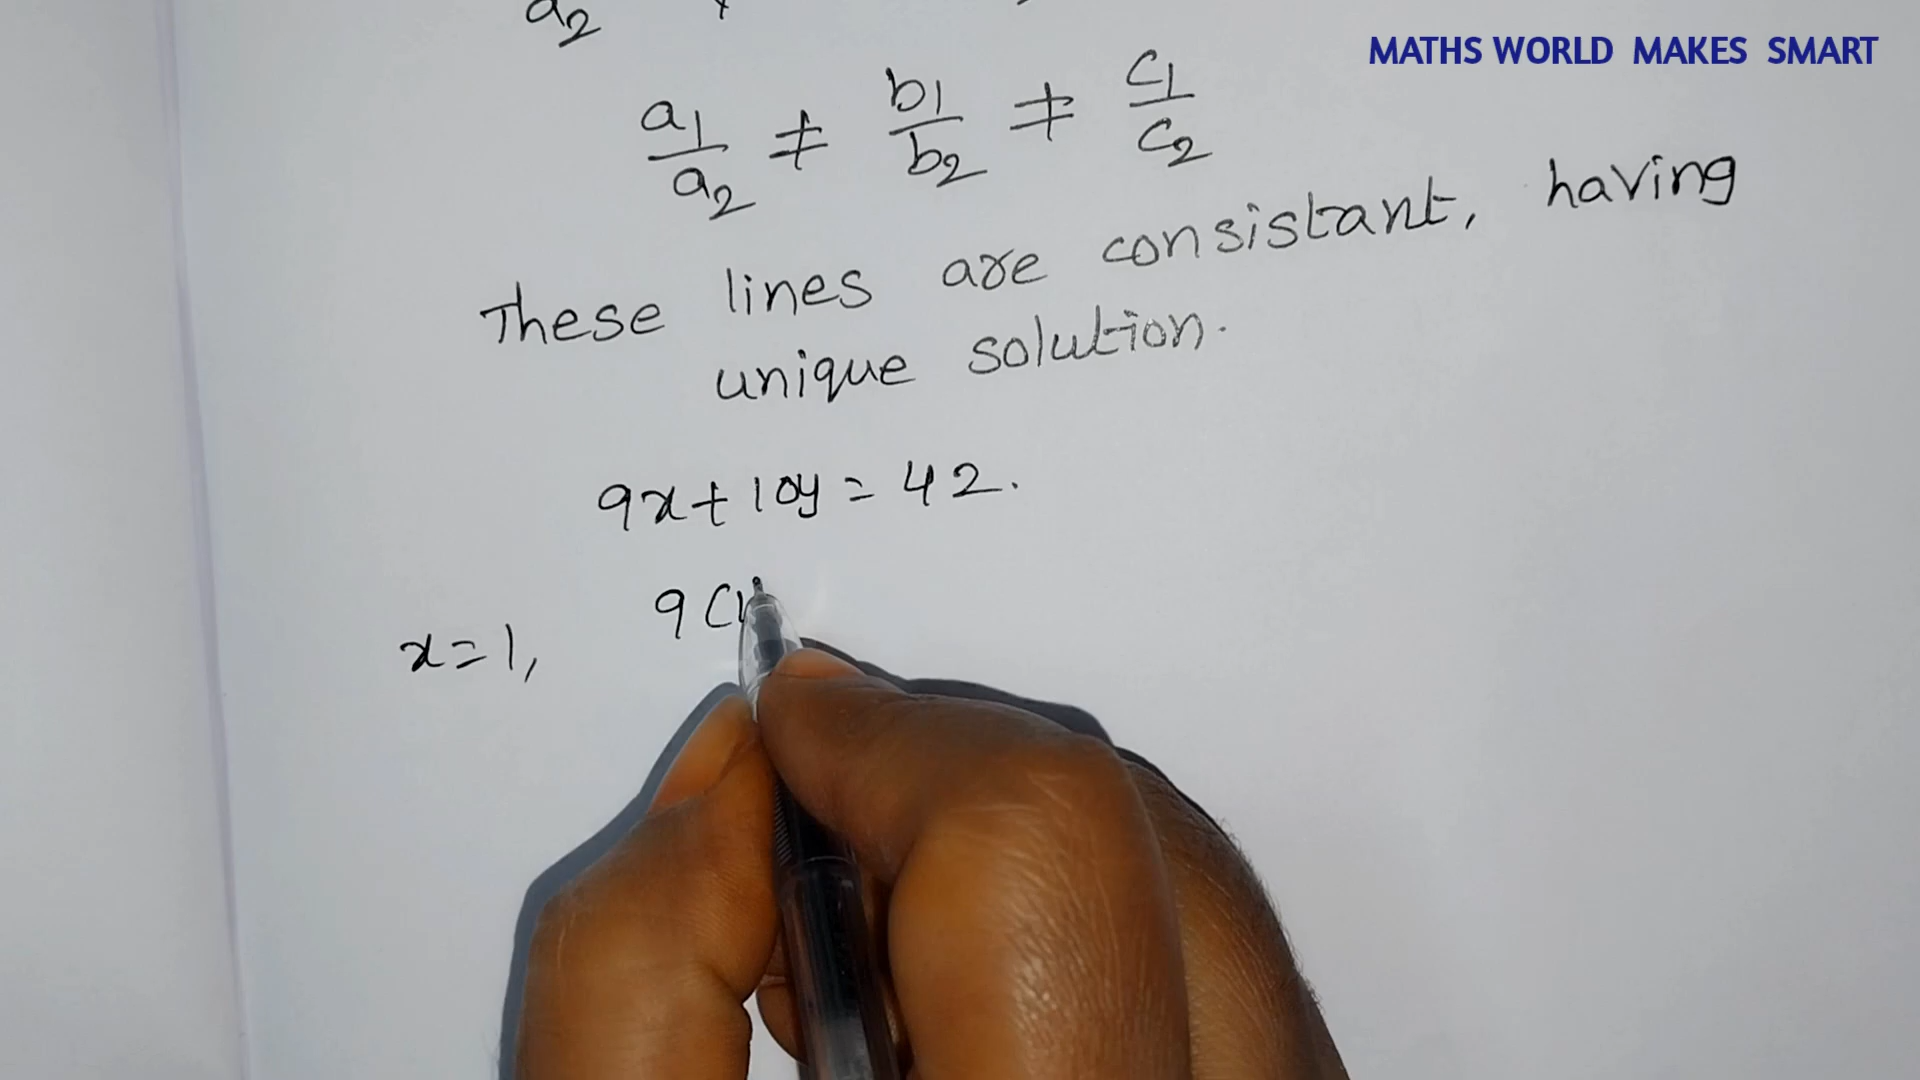 MATHS WORLD MAKES SMART
a2
a1/a2 ≠ b1/b2 ≠ c1/c2
These lines are consistant, having
unique solution.
9x+10y=42.
x=1, 9(1